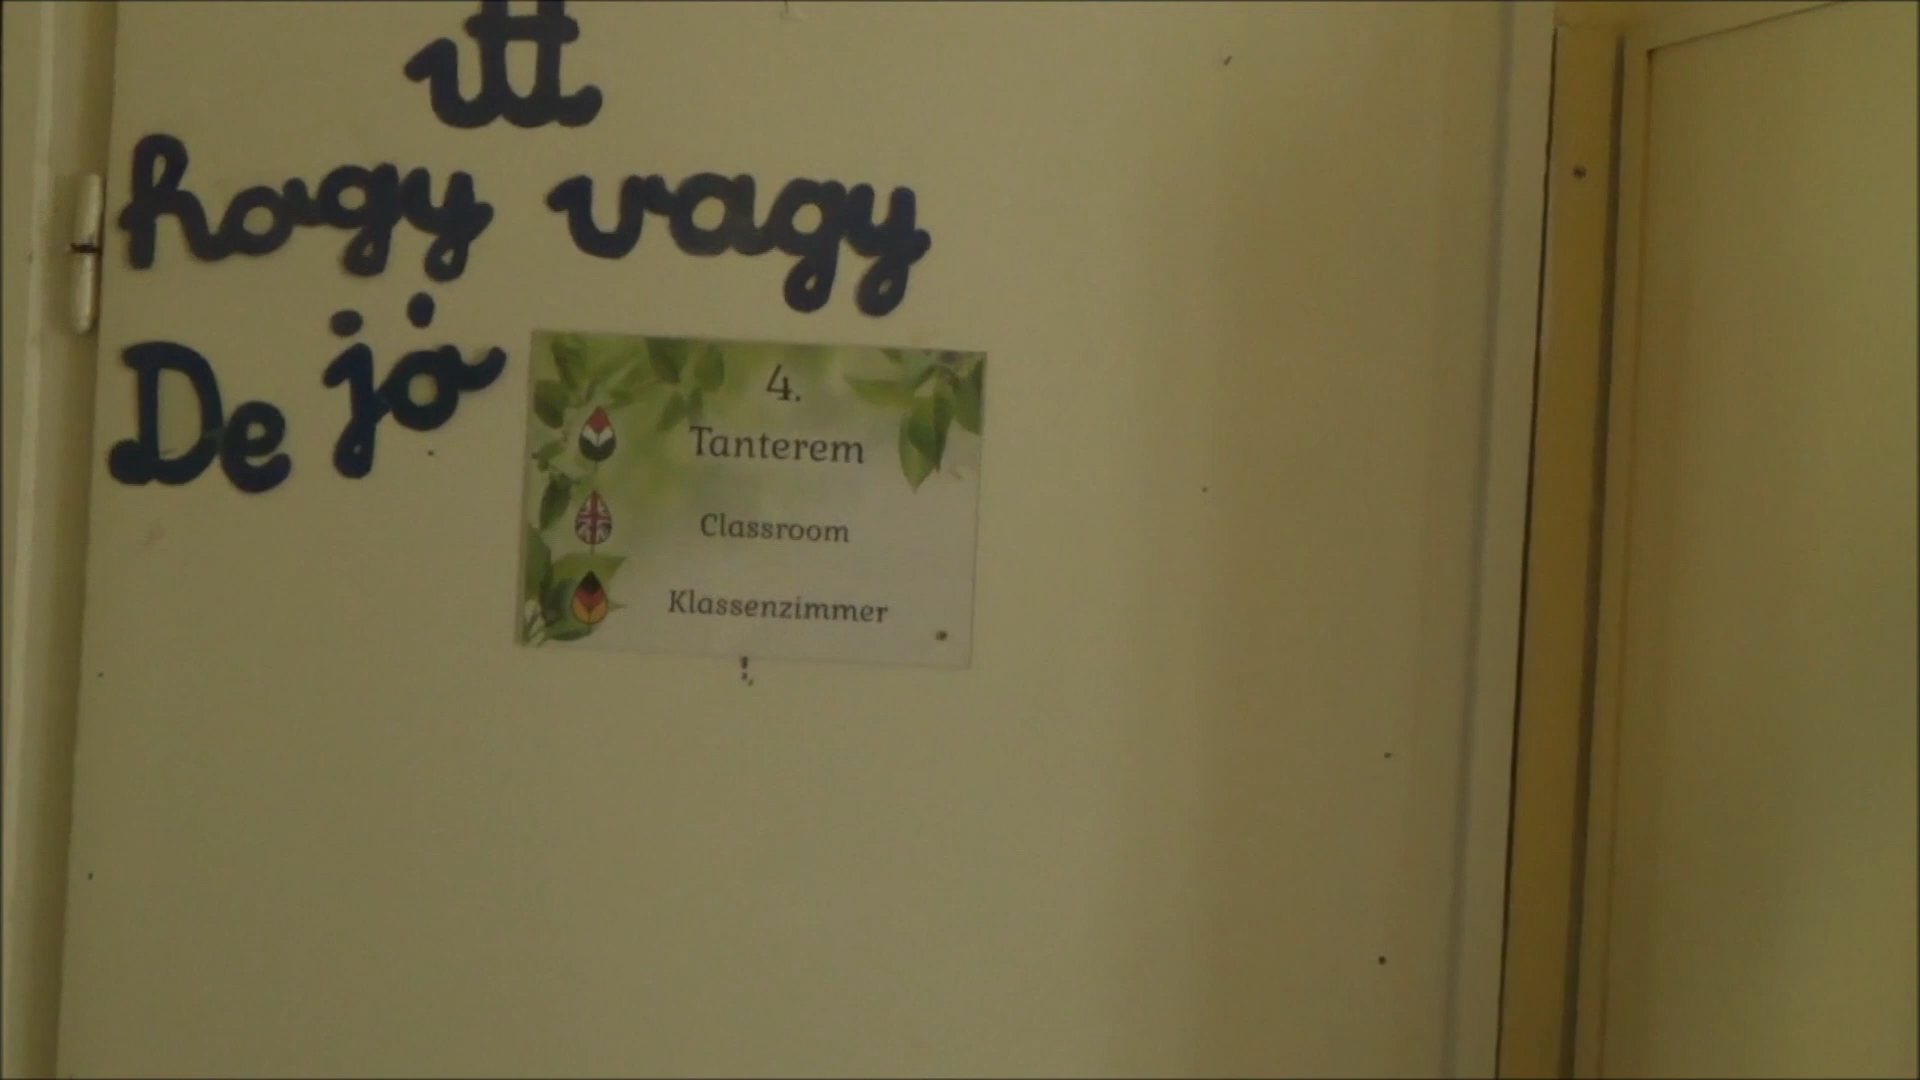 itt
hogy vagy
De jó
4.
Tanterem
Classroom
Klassenzimmer